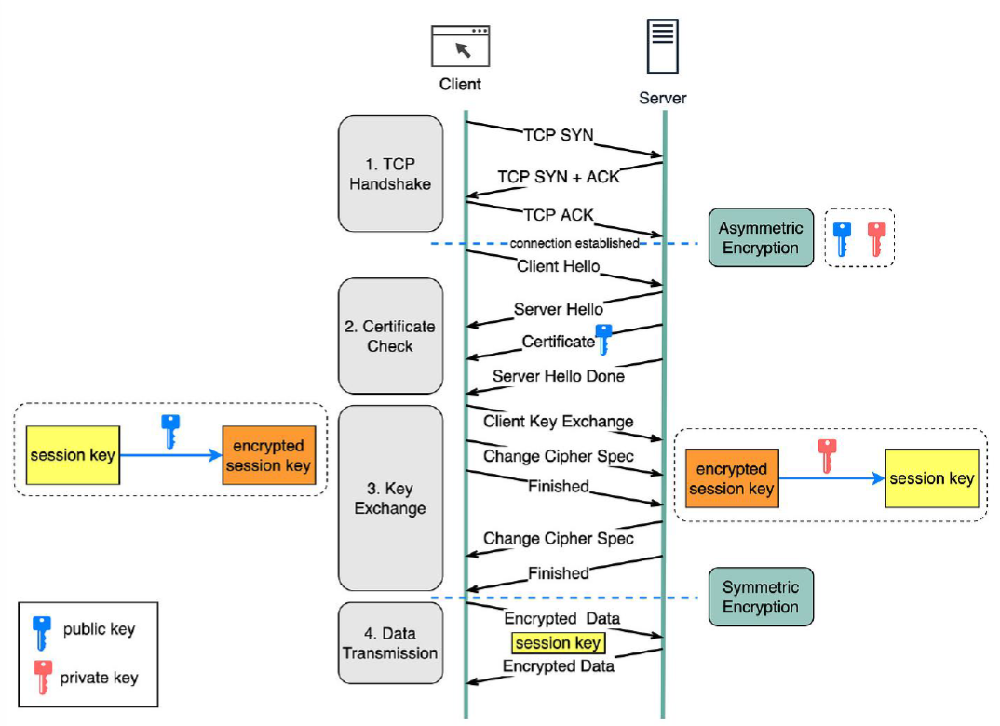 Client
Server
1. TCP
Handshake
TCP SYN
TCP SYN + ACK
TCP ACK
connection established
Asymmetric
Encryption
Client Hello
2. Certificate
Check
Server Hello
Certificate
Server Hello Done
3. Key
Exchange
Client Key Exchange
Change Cipher Spec
Finished
Change Cipher Spec
Finished
session key
encrypted
session key
encrypted
session key
session key
Symmetric
Encryption
4. Data
Transmission
Encrypted Data
session key
Encrypted Data
public key
private key